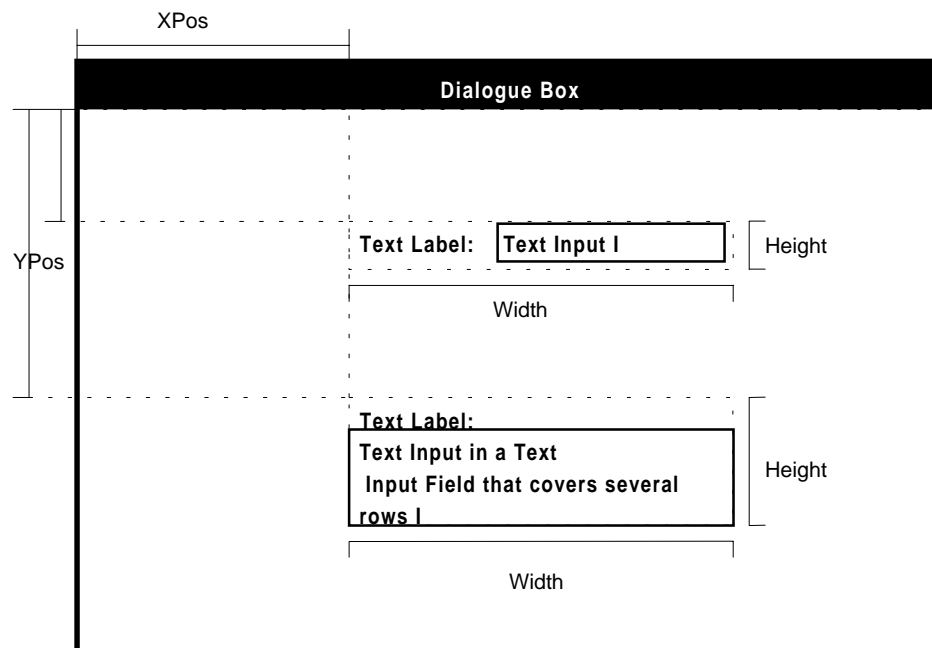 XPos
Dialogue Box
Text Label: Text Input I
Height
YPos
Width
Text Label:
Text Input in a Text
Input Field that covers several
rows I
Height
Width